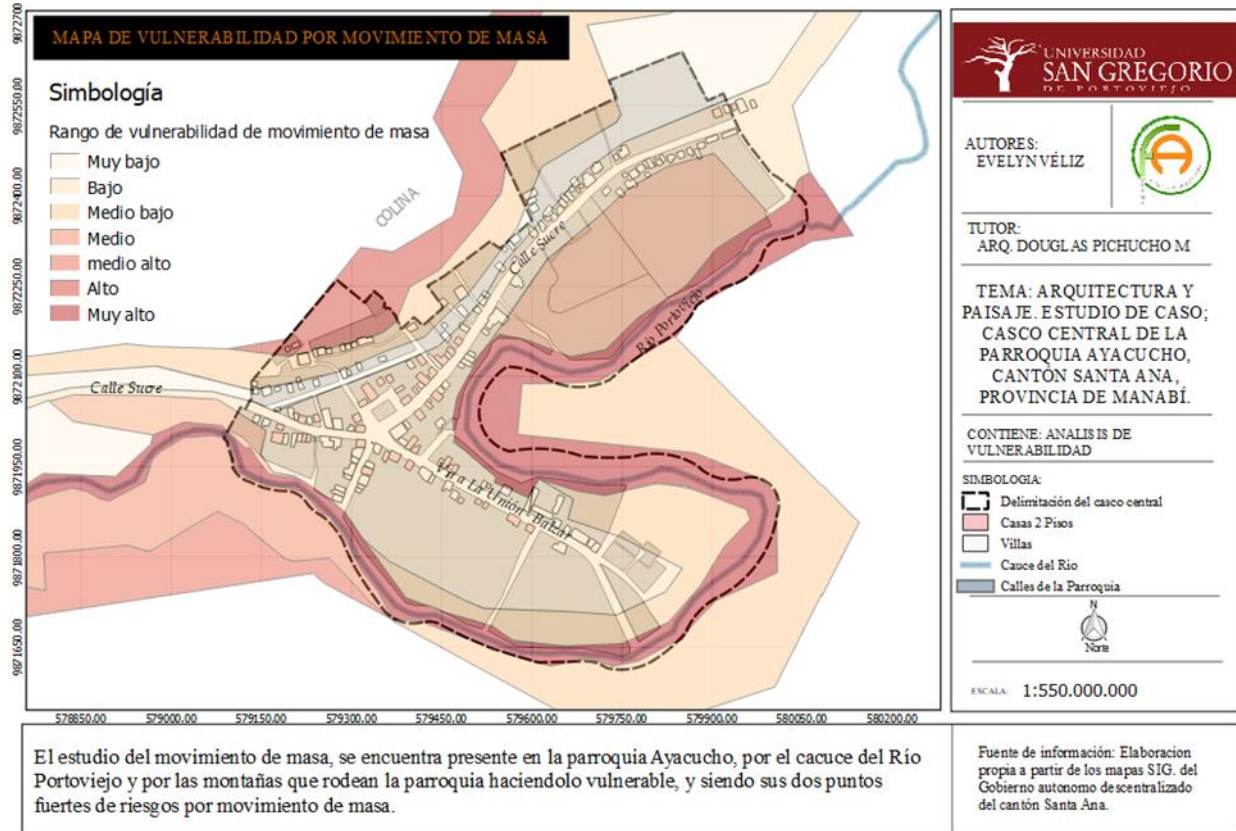 MAPA DE VULNERABILIDAD POR MOVIMIENTO DE MASA
Simbología
Rango de vulnerabilidad de movimiento de masa
Muy bajo
Bajo
Medio bajo
Medio
medio alto
Alto
Muy alto
COLINA
Calle Sucre
Calle Sucre
Río Portoviejo
Vía La Unión - Balzar
9872700
9872550.00
9872400.00
9872250.00
9872100.00
9871950.00
9871800.00
9871650.00
578850.00 579000.00 579150.00 579300.00 579450.00 579600.00 579750.00 579900.00 580050.00 580200.00
UNIVERSIDAD
SAN GREGORIO
DE PORTOVIEJO
AUTORES:
EVELYN VÉLIZ
TUTOR:
ARQ. DOUGLAS PICHUCHO M
TEMA: ARQUITECTURA Y
PAISAJE. ESTUDIO DE CASO;
CASCO CENTRAL DE LA
PARROQUIA AYACUCHO,
CANTÓN SANTA ANA,
PROVINCIA DE MANABÍ.
CONTIENE: ANALISIS DE
VULNERABILIDAD
SIMBOLOGIA:
Delimitación del casco central
Casas 2 Pisos
Villas
Cauce del Rio
Calles de la Parroquia
N
Norte
ESCALA: 1:550.000.000
El estudio del movimiento de masa, se encuentra presente en la parroquia Ayacucho, por el cacuce del Río
Portoviejo y por las montañas que rodean la parroquia haciendolo vulnerable, y siendo sus dos puntos
fuertes de riesgos por movimiento de masa.
Fuente de información: Elaboracion
propia a partir de los mapas SIG. del
Gobierno autonomo descentralizado
del cantón Santa Ana.